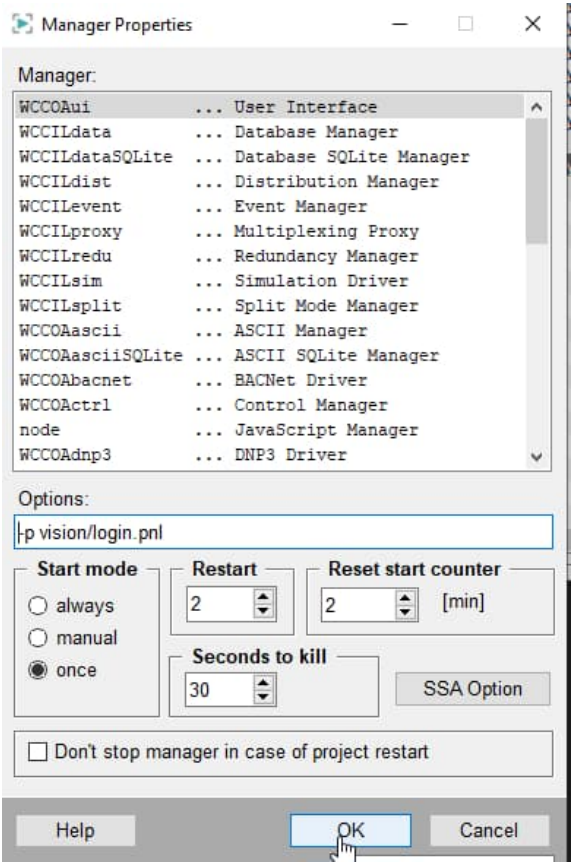 Manager Properties
Manager:
WCCOAui ... User Interface
WCCILdata ... Database Manager
WCCILdataSQLite ... Database SQLite Manager
WCCILdist ... Distribution Manager
WCCILevent ... Event Manager
WCCILproxy ... Multiplexing Proxy
WCCILredu ... Redundancy Manager
WCCILsim ... Simulation Driver
WCCILsplit ... Split Mode Manager
WCCOAascii ... ASCII Manager
WCCOAasciiSQLite ... ASCII SQLite Manager
WCCOAbacnet ... BACNet Driver
WCCOActrl ... Control Manager
node ... JavaScript Manager
WCCOAdnp3 ... DNP3 Driver
Options:
-p vision/login.pnl
Start mode Restart Reset start counter
always 2 2 [min]
manual
once Seconds to kill
30 SSA Option
Don't stop manager in case of project restart
Help OK Cancel